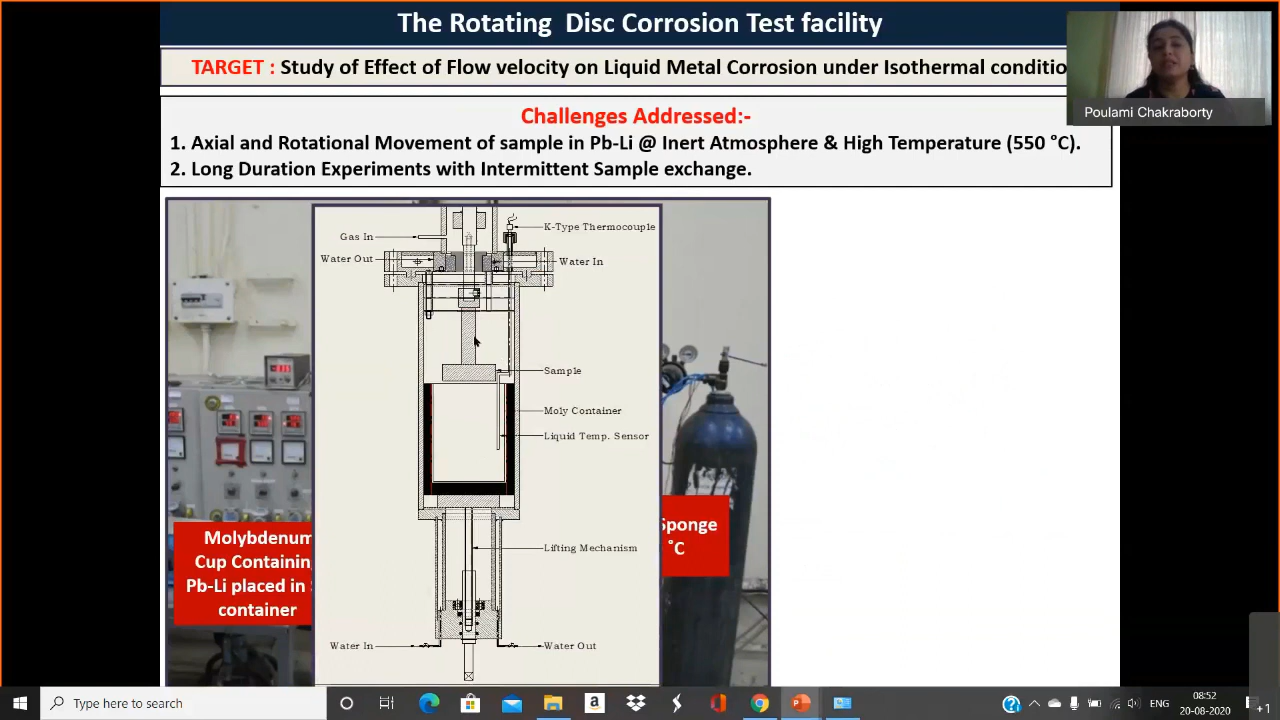 The Rotating Disc Corrosion Test facility
TARGET : Study of Effect of Flow velocity on Liquid Metal Corrosion under Isothermal conditio
Poulami Chakraborty
Challenges Addressed:-
1. Axial and Rotational Movement of sample in Pb-Li @ Inert Atmosphere & High Temperature (550 °C).
2. Long Duration Experiments with Intermittent Sample exchange.
K-Type Thermocouple
Gas In
Water Out
Water In
Sample
Moly Container
Liquid Temp. Sensor
Lifting Mechanism
Water In
Water Out
Molybdenum
Cup Containin
Pb-Li placed in
container
Sponge
°C
Type here to search
ENG
08:52
20-08-2020
+1